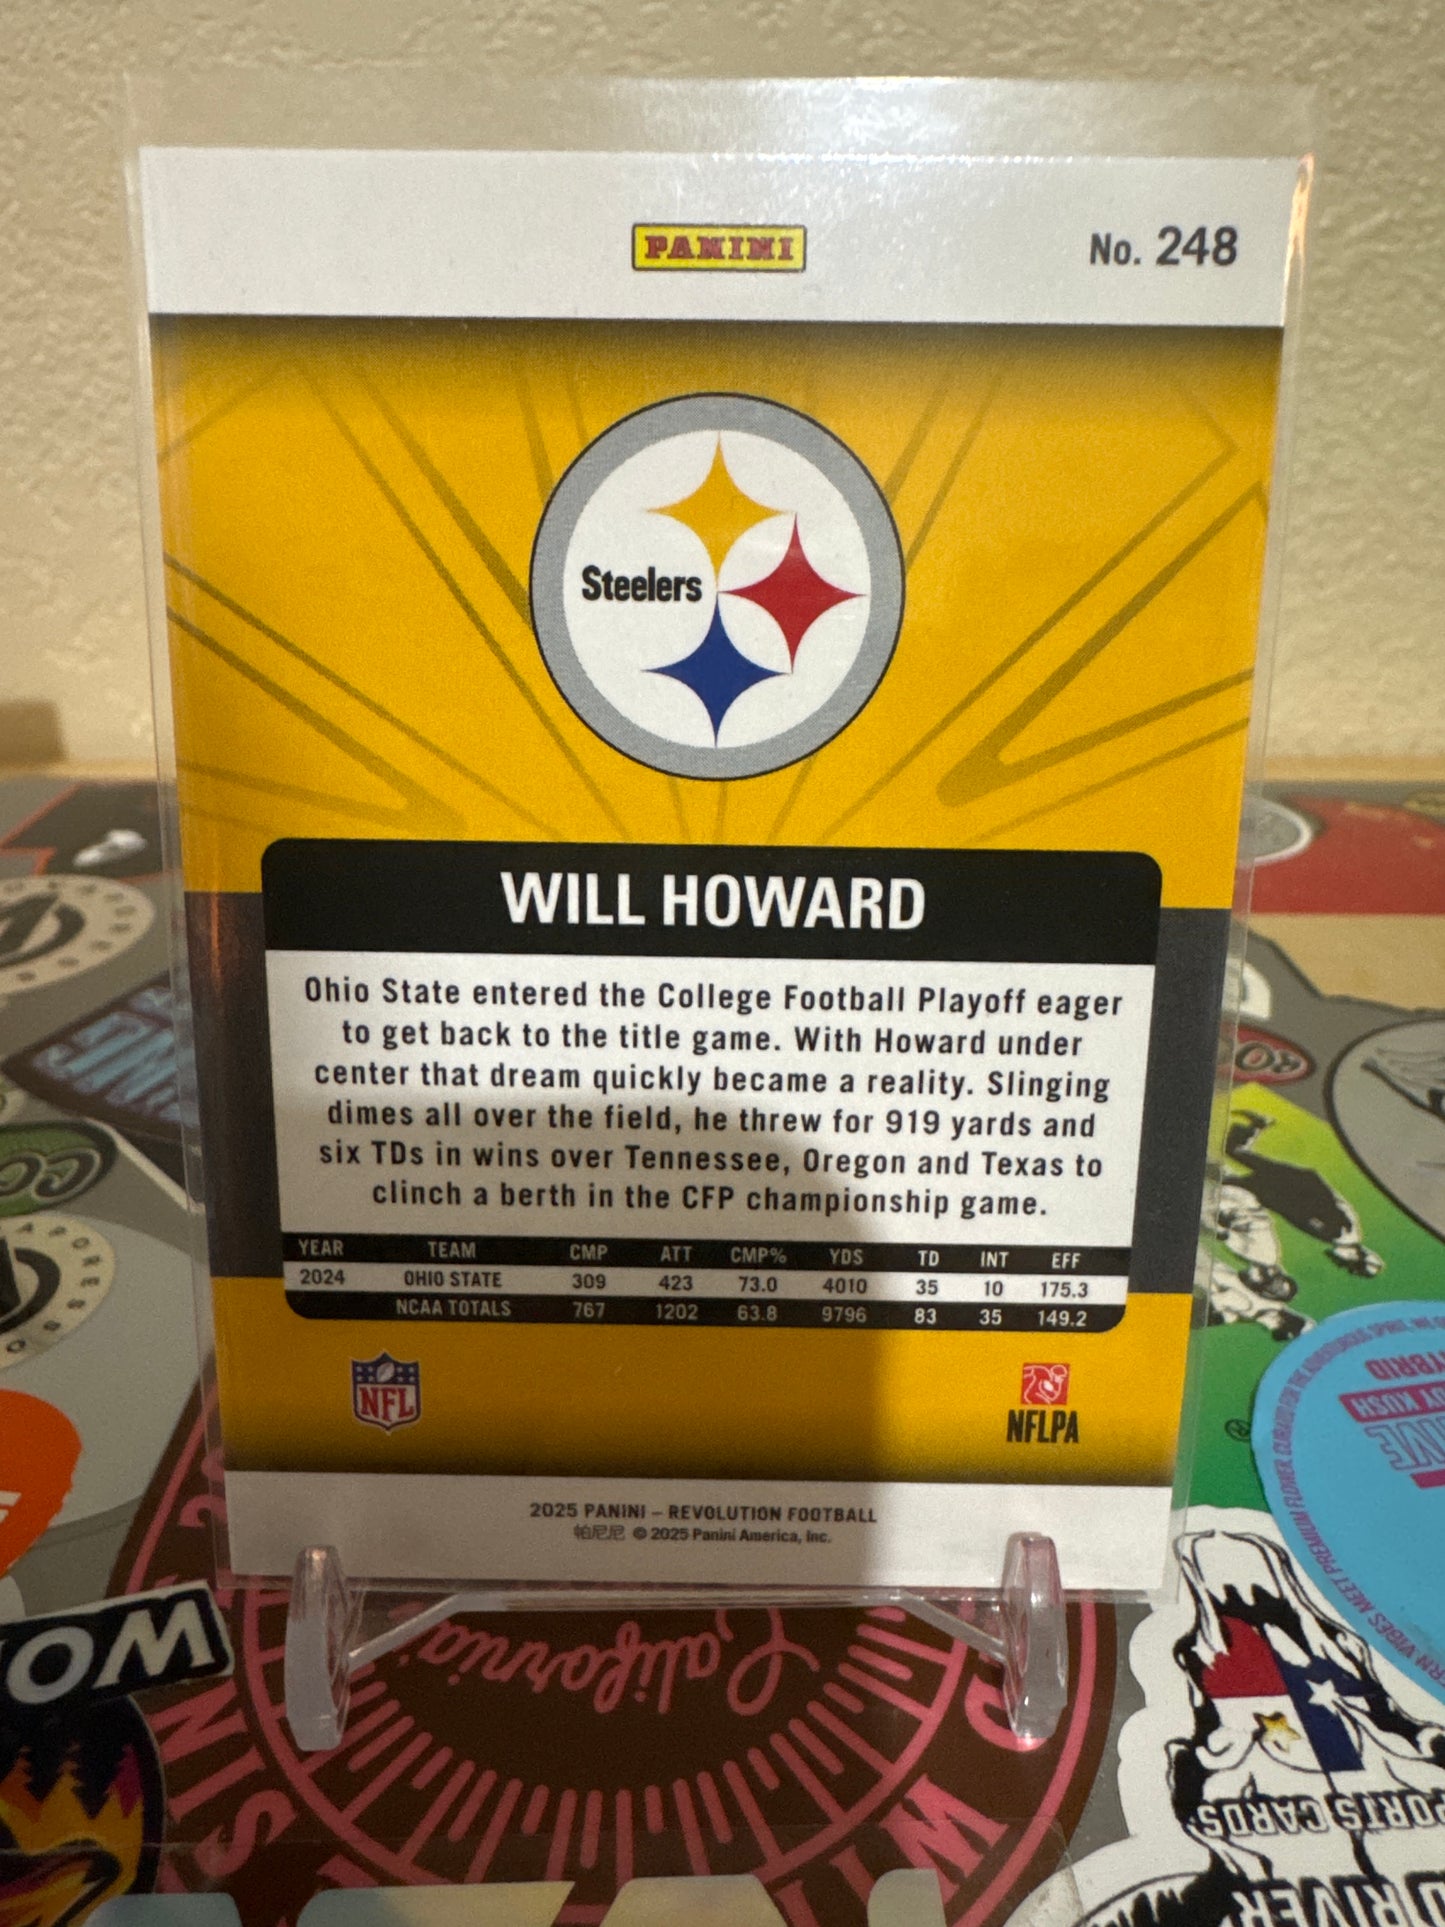 PANINI
No. 248
Steelers
WILL HOWARD
Ohio State entered the College Football Playoff eager
to get back to the title game. With Howard under
center that dream quickly became a reality. Slinging
dimes all over the field, he threw for 919 yards and
six TDs in wins over Tennessee, Oregon and Texas to
clinch a berth in the CFP championship game.
YEAR TEAM CMP ATT CMP% YDS TD INT EFF
2024 OHIO STATE 309 423 73.0 4010 35 10 175.3
NCAA TOTALS 767 1202 63.8 9796 83 35 149.2
NFL
NFLPA
2025 PANINI – REVOLUTION FOOTBALL
帕尼尼 © 2025 Panini America, Inc.
California
HYBRID
SPORTS CARDS
RIVER